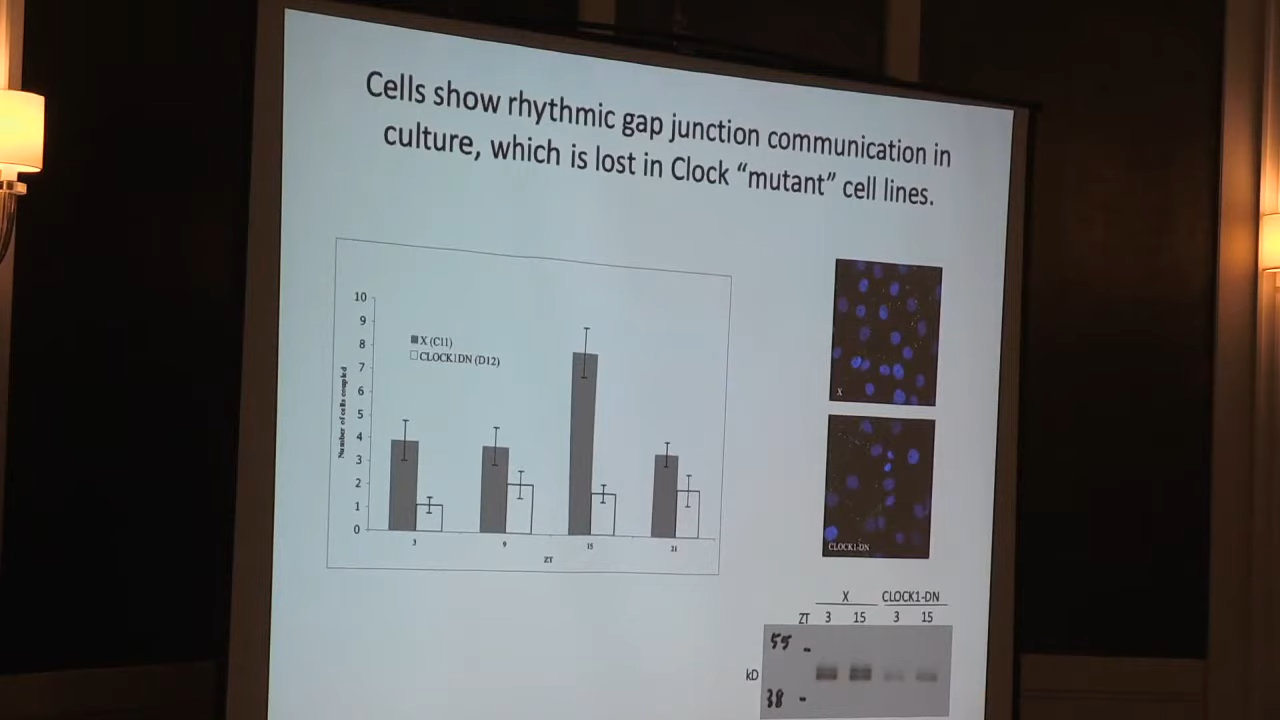 Cells show rhythmic gap junction communication in
culture, which is lost in Clock “mutant” cell lines.
10
9
8
7
6
5
4
3
2
1
0
Number of cells coupled
X (C11)
CLOCK1DN (D12)
3
9
15
21
ZT
X
CLOCK1-DN
X CLOCK1-DN
ZT 3 15 3 15
55
kD
38